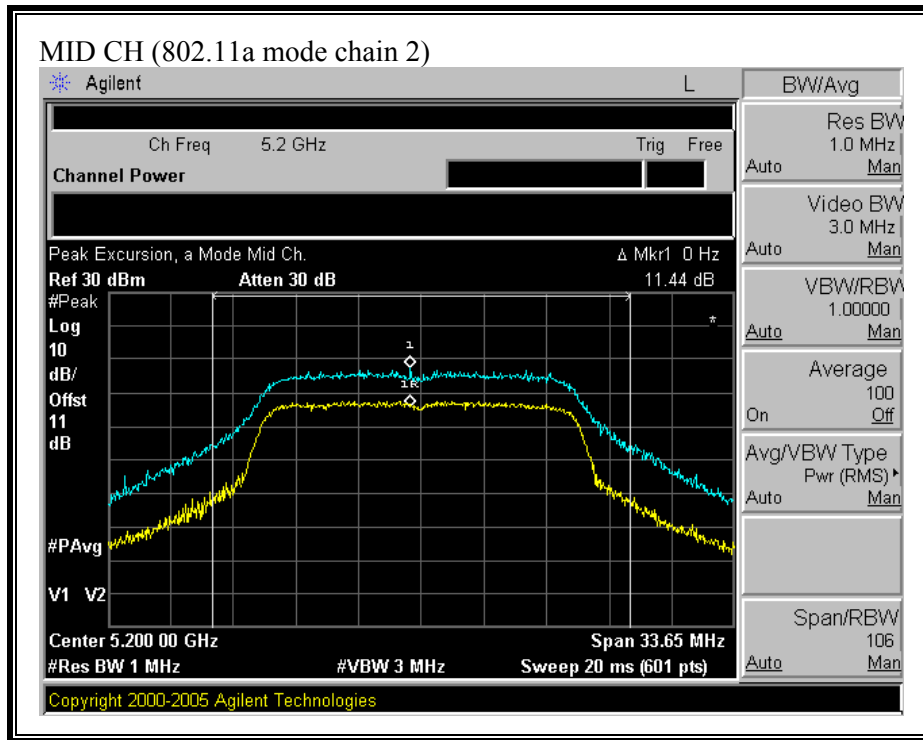 MID CH (802.11a mode chain 2)
Agilent L BW/Avg
Ch Freq 5.2 GHz Trig Free
Channel Power
Res BW
1.0 MHz
Auto Man
Video BW
3.0 MHz
Auto Man
VBW/RBW
1.00000
Auto Man
Average
100
On Off
Avg/VBW Type
Pwr (RMS)
Auto Man
Span/RBW
106
Auto Man
Peak Excursion, a Mode Mid Ch. Δ Mkr1 0 Hz
Ref 30 dBm Atten 30 dB 11.44 dB
#Peak
Log
10
dB/
Offst
11
dB
1
1R
*
#PAvg
V1 V2
Center 5.200 00 GHz Span 33.65 MHz
#Res BW 1 MHz #VBW 3 MHz Sweep 20 ms (601 pts)
Copyright 2000-2005 Agilent Technologies